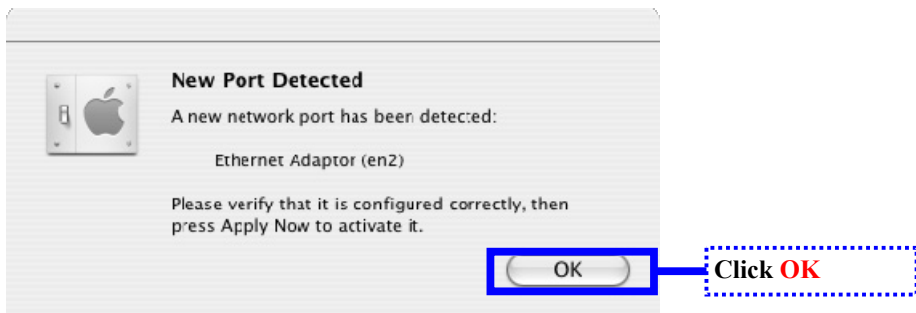 New Port Detected
A new network port has been detected:
Ethernet Adaptor (en2)
Please verify that it is configured correctly, then
press Apply Now to activate it.
OK
Click OK